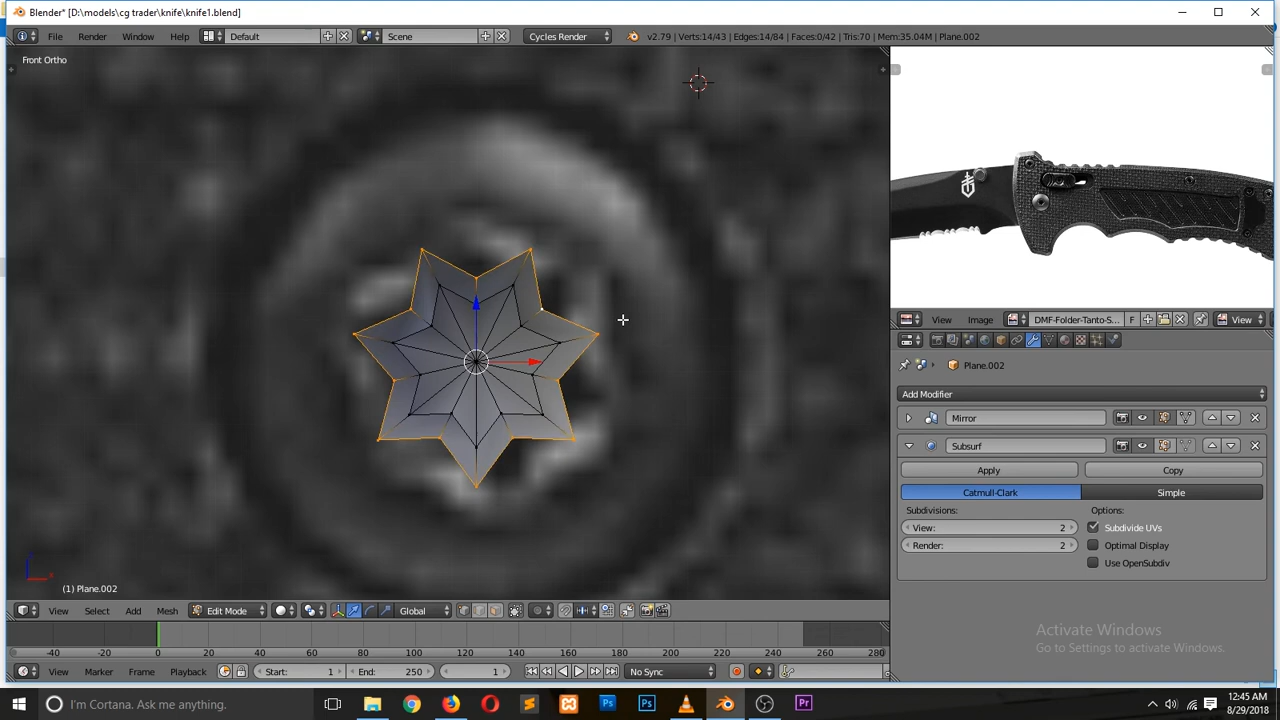 Blender* [D:\models\cg trader\knife\knife1.blend]
File Render Window Help Default Scene Cycles Render v2.79 | Verts:14/43 | Edges:14/84 | Faces:0/42 | Tris:70 | Mem:35.04M | Plane.002
Front Ortho
View Image DMF-Folder-Tanto-S... F View
Plane.002
Add Modifier
Mirror
Subsurf
Apply Copy
Catmull-Clark Simple
Subdivisions: Options:
View: 2 Subdivide UVs
Render: 2 Optimal Display
Use OpenSubdiv
(1) Plane.002
View Select Add Mesh Edit Mode Global
Activate Windows
Go to Settings to activate Windows.
-40 -20 0 20 40 60 80 100 120 140 160 180 200 220 240 260 280
View Marker Frame Playback Start: 1 End: 250 1 No Sync
I'm Cortana. Ask me anything.
12:45 AM
8/29/2018